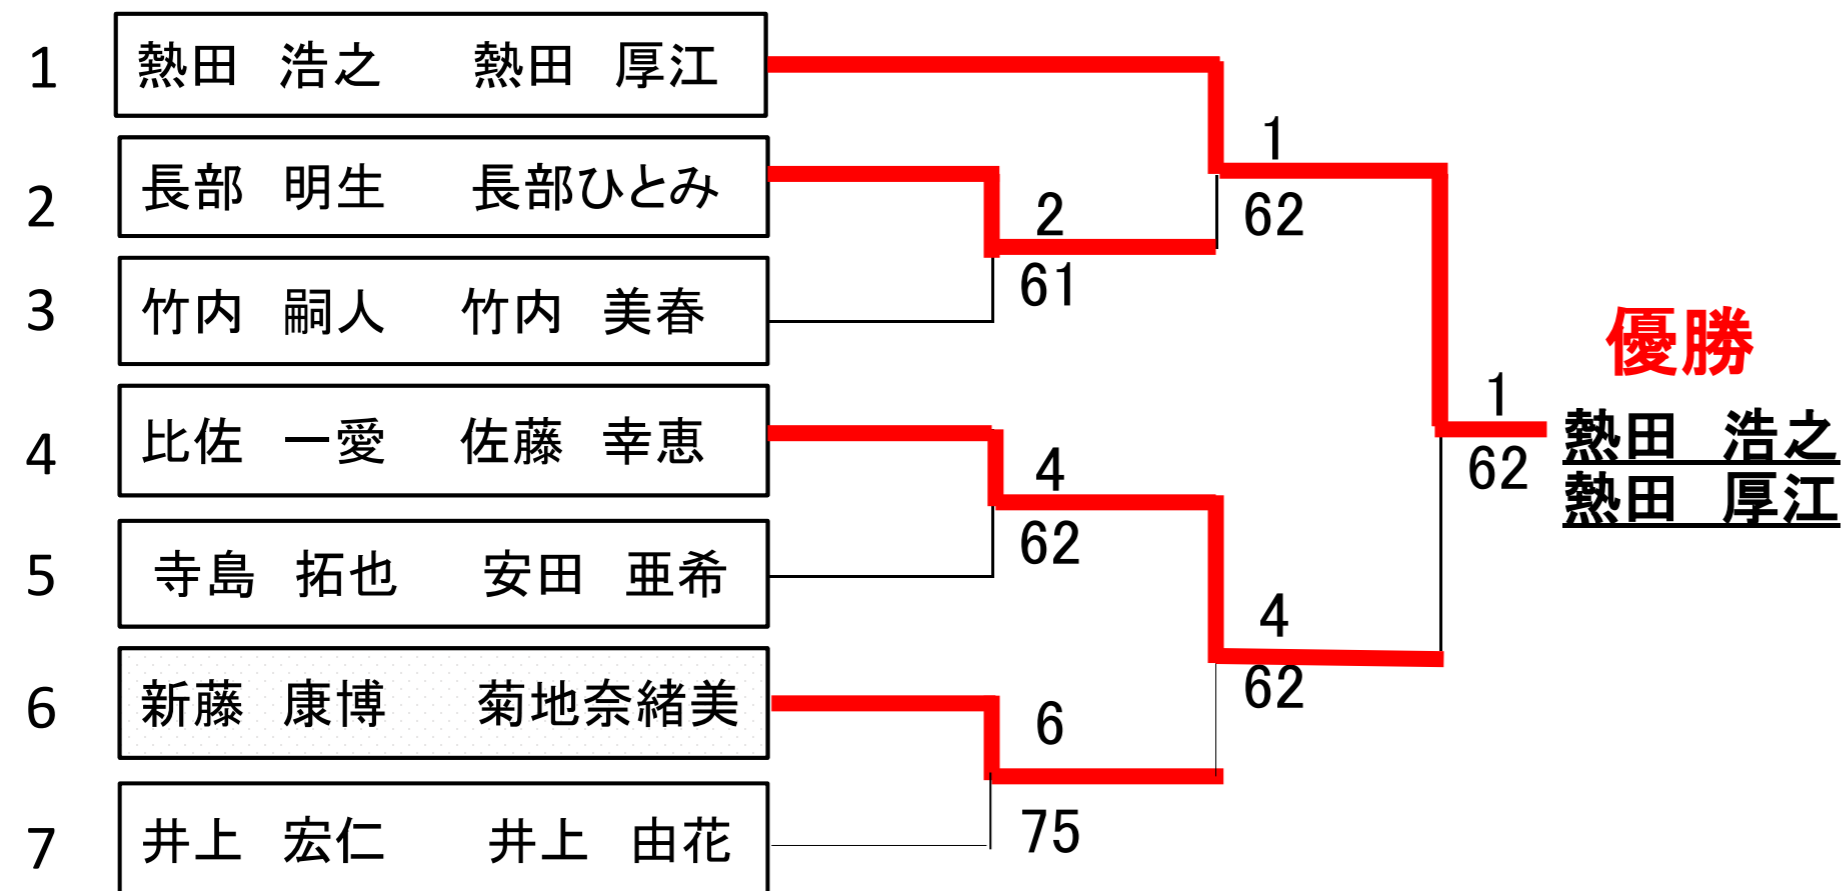 1 熱田　浩之　熱田　厚江
2 長部　明生　長部ひとみ
3 竹内　嗣人　竹内　美春
4 比佐　一愛　佐藤　幸恵
5 寺島　拓也　安田　亜希
6 新藤　康博　菊地奈緒美
7 井上　宏仁　井上　由花
2
61
4
62
6
75
1
62
4
62
1
62
優勝
熱田　浩之
熱田　厚江